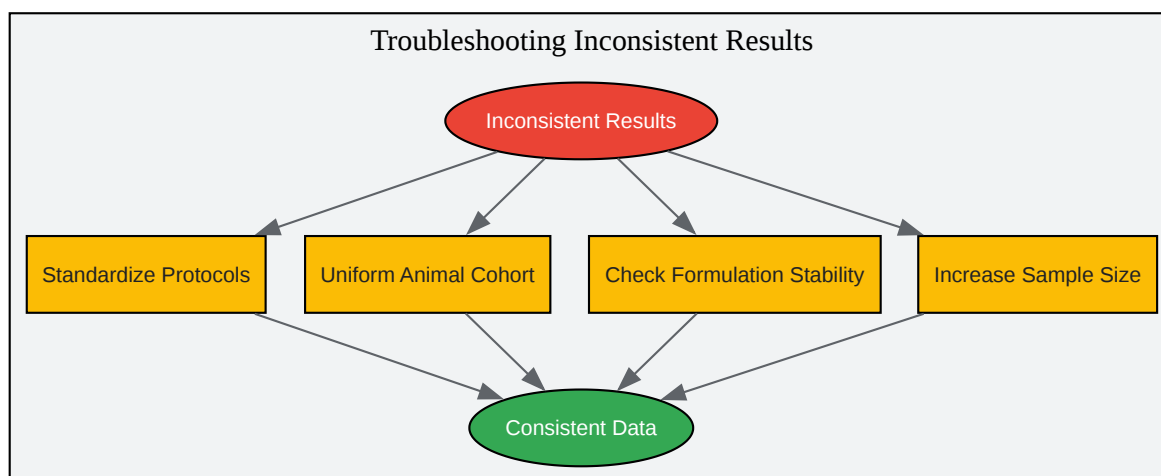 Troubleshooting Inconsistent Results
Inconsistent Results
Standardize Protocols
Uniform Animal Cohort
Check Formulation Stability
Increase Sample Size
Consistent Data